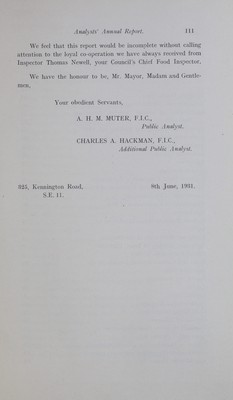 Analysts' Annual Report. 111
We feel that this report would be incomplete without calling
attention to the loyal co-operation we have always received from
Inspector Thomas Newell, your Council's Chief Food Inspector.
We have the honour to be, Mr. Mayor, Madam and Gentle-
men,
Your obedient Servants,
A. H. M. MUTER, F.I.C.,
Public Analyst.
CHARLES A. HACKMAN, F.I.C.,
Additional Public Analyst.
325, Kennington Road, 8th June, 1931.
S.E. 11.